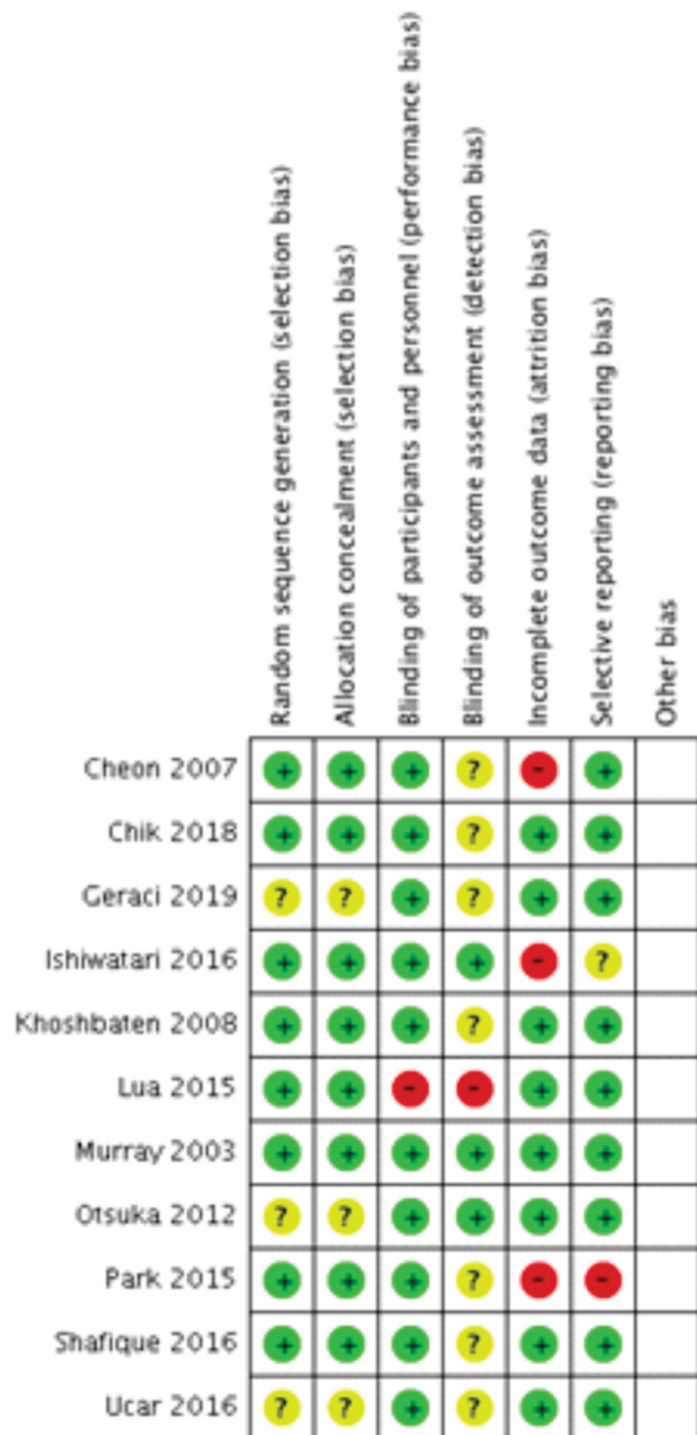 Random sequence generation (selection bias)
Allocation concealment (selection bias)
Blinding of participants and personnel (performance bias)
Blinding of outcome assessment (detection bias)
Incomplete outcome data (attrition bias)
Selective reporting (reporting bias)
Other bias
Cheon 2007 + + + ? - +
Chik 2018 + + + ? + +
Geraci 2019 ? ? + ? + +
Ishiwatari 2016 + + + + - ?
Khoshbaten 2008 + + + ? + +
Lua 2015 + + - - + +
Murray 2003 + + + + + +
Otsuka 2012 ? ? + + + +
Park 2015 + + + ? - -
Shafique 2016 + + + ? + +
Ucar 2016 ? ? + ? + +